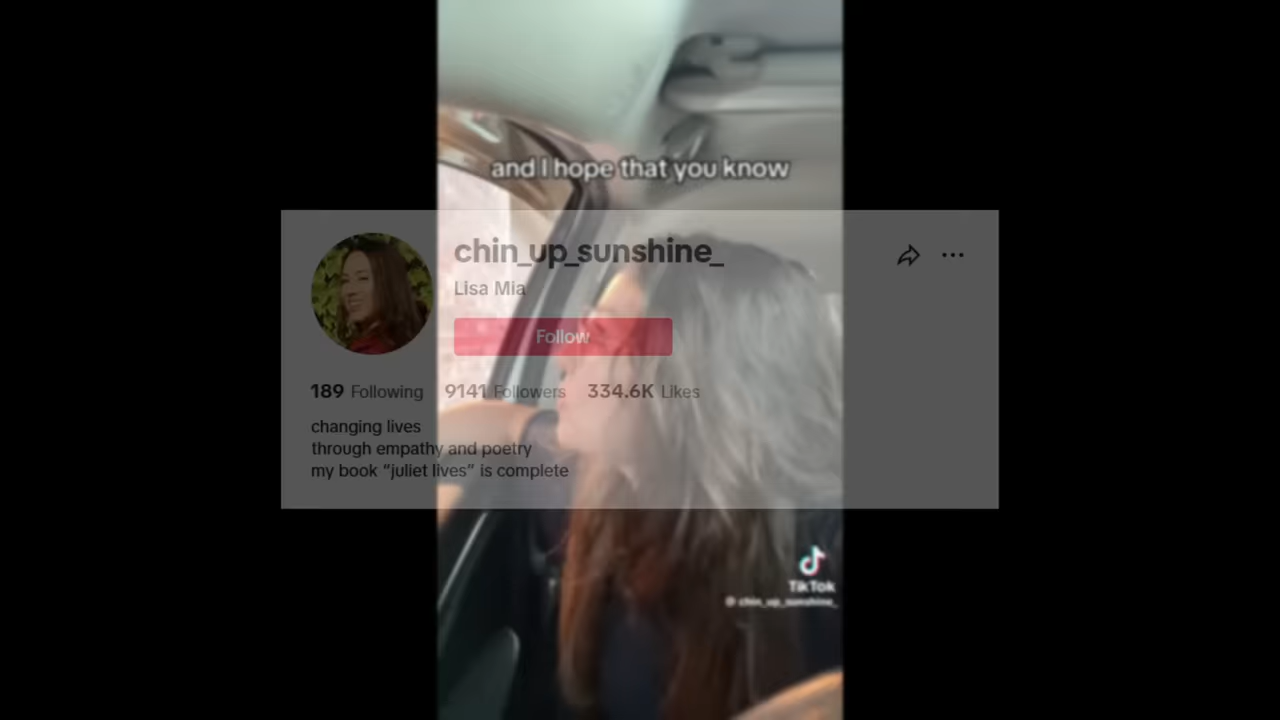 and I hope that you know
chin_up_sunshine_
Lisa Mia
Follow
189 Following 9141 Followers 334.6K Likes
changing lives
through empathy and poetry
my book “juliet lives” is complete
TikTok
@ chin_up_sunshine_